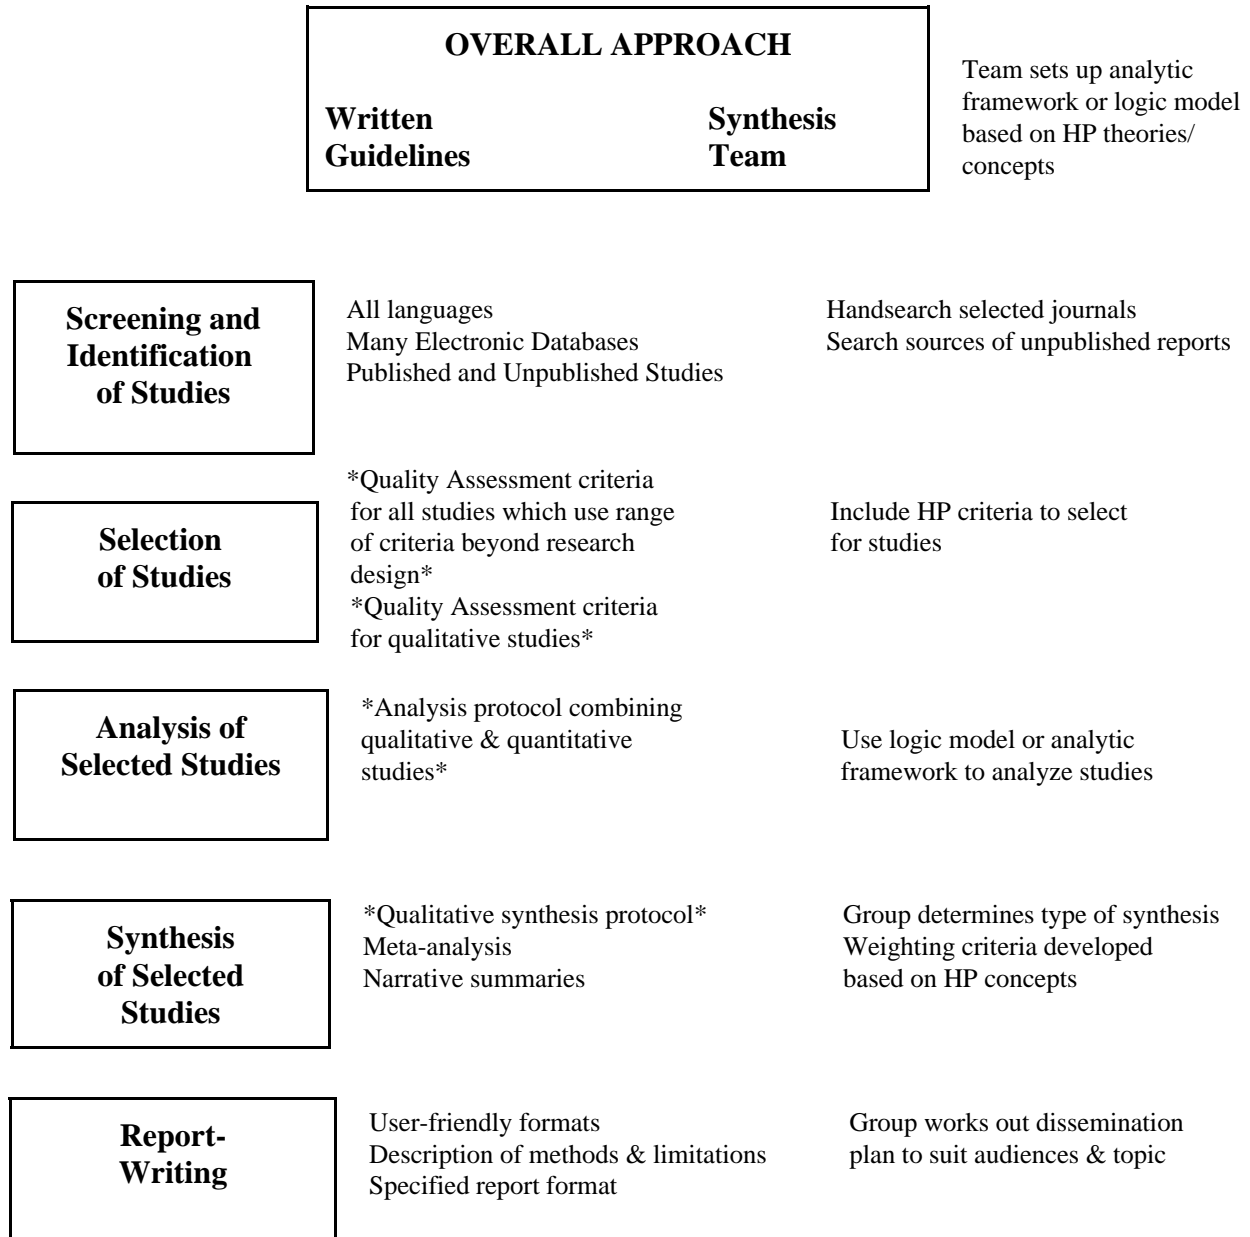 OVERALL APPROACH
Written
Guidelines
Synthesis
Team
Team sets up analytic
framework or logic model
based on HP theories/
concepts
Screening and
Identification
of Studies
All languages
Many Electronic Databases
Published and Unpublished Studies
Handsearch selected journals
Search sources of unpublished reports
Selection
of Studies
*Quality Assessment criteria
for all studies which use range
of criteria beyond research
design*
*Quality Assessment criteria
for qualitative studies*
Include HP criteria to select
for studies
Analysis of
Selected Studies
*Analysis protocol combining
qualitative & quantitative
studies*
Use logic model or analytic
framework to analyze studies
Synthesis
of Selected
Studies
*Qualitative synthesis protocol*
Meta-analysis
Narrative summaries
Group determines type of synthesis
Weighting criteria developed
based on HP concepts
Report-
Writing
User-friendly formats
Description of methods & limitations
Specified report format
Group works out dissemination
plan to suit audiences & topic